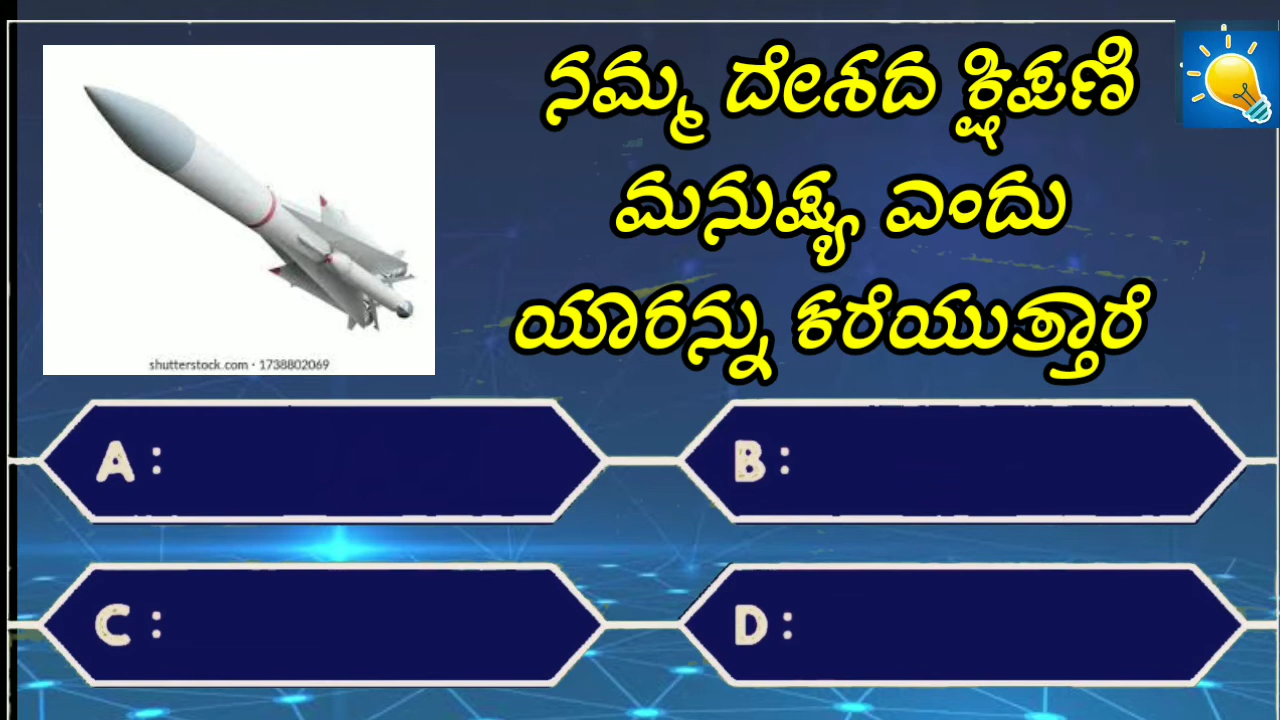 ನಮ್ಮ ದೇಶದ ಕ್ಷಿಪಣಿ
ಮನುಷ್ಯ ಎಂದು
ಯಾರನ್ನು ಕರೆಯುತ್ತಾರೆ
shutterstock.com · 1738802069
A :
B :
C :
D :